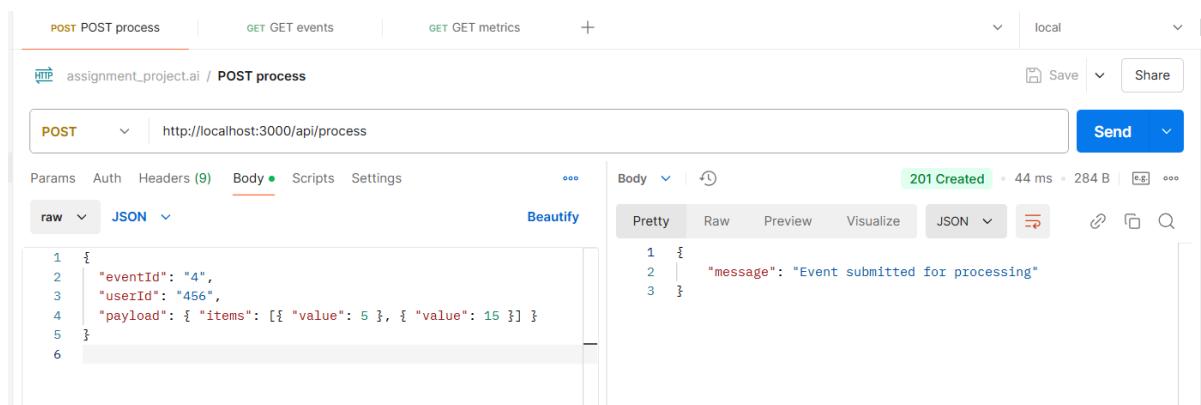 POST POST process GET GET events GET GET metrics + local
HTTP assignment_project.ai / POST process Save Share
POST http://localhost:3000/api/process Send
Params Auth Headers (9) Body Scripts Settings Body 201 Created 44 ms 284 B e.g.
raw JSON Beautify Pretty Raw Preview Visualize JSON
1 {
2 "eventId": "4",
3 "userId": "456",
4 "payload": { "items": [{ "value": 5 }, { "value": 15 }] }
5 }
6
1 {
2 "message": "Event submitted for processing"
3 }